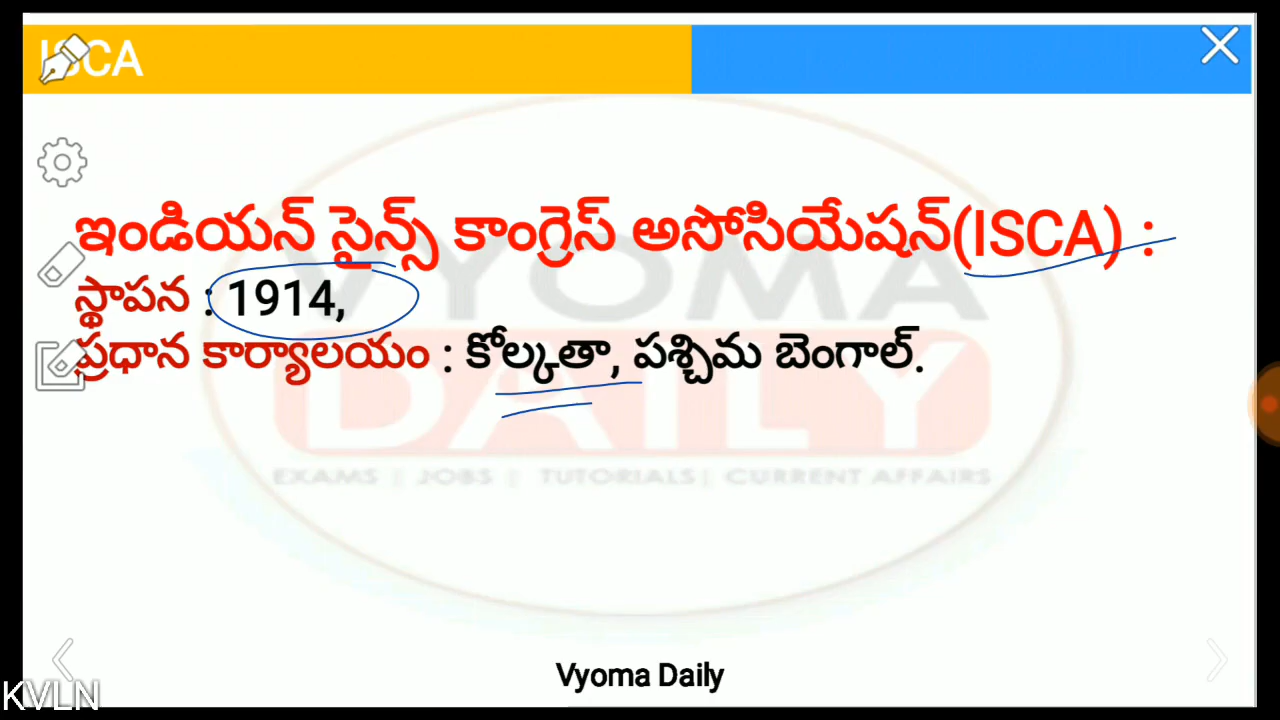 ISCA
ఇండియన్ సైన్స్ కాంగ్రెస్ అసోసియేషన్(ISCA) :
స్థాపన : 1914,
ప్రధాన కార్యాలయం : కోల్కతా, పశ్చిమ బెంగాల్.
VYOMA
DAILY
EXAMS || JOBS || TUTORIALS | CURRENT AFFAIRS
Vyoma Daily
KVLN